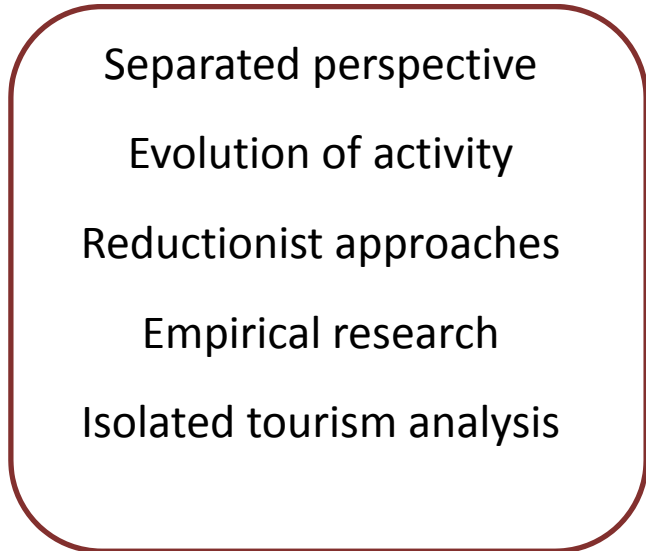 Separated perspective
Evolution of activity
Reductionist approaches
Empirical research
Isolated tourism analysis